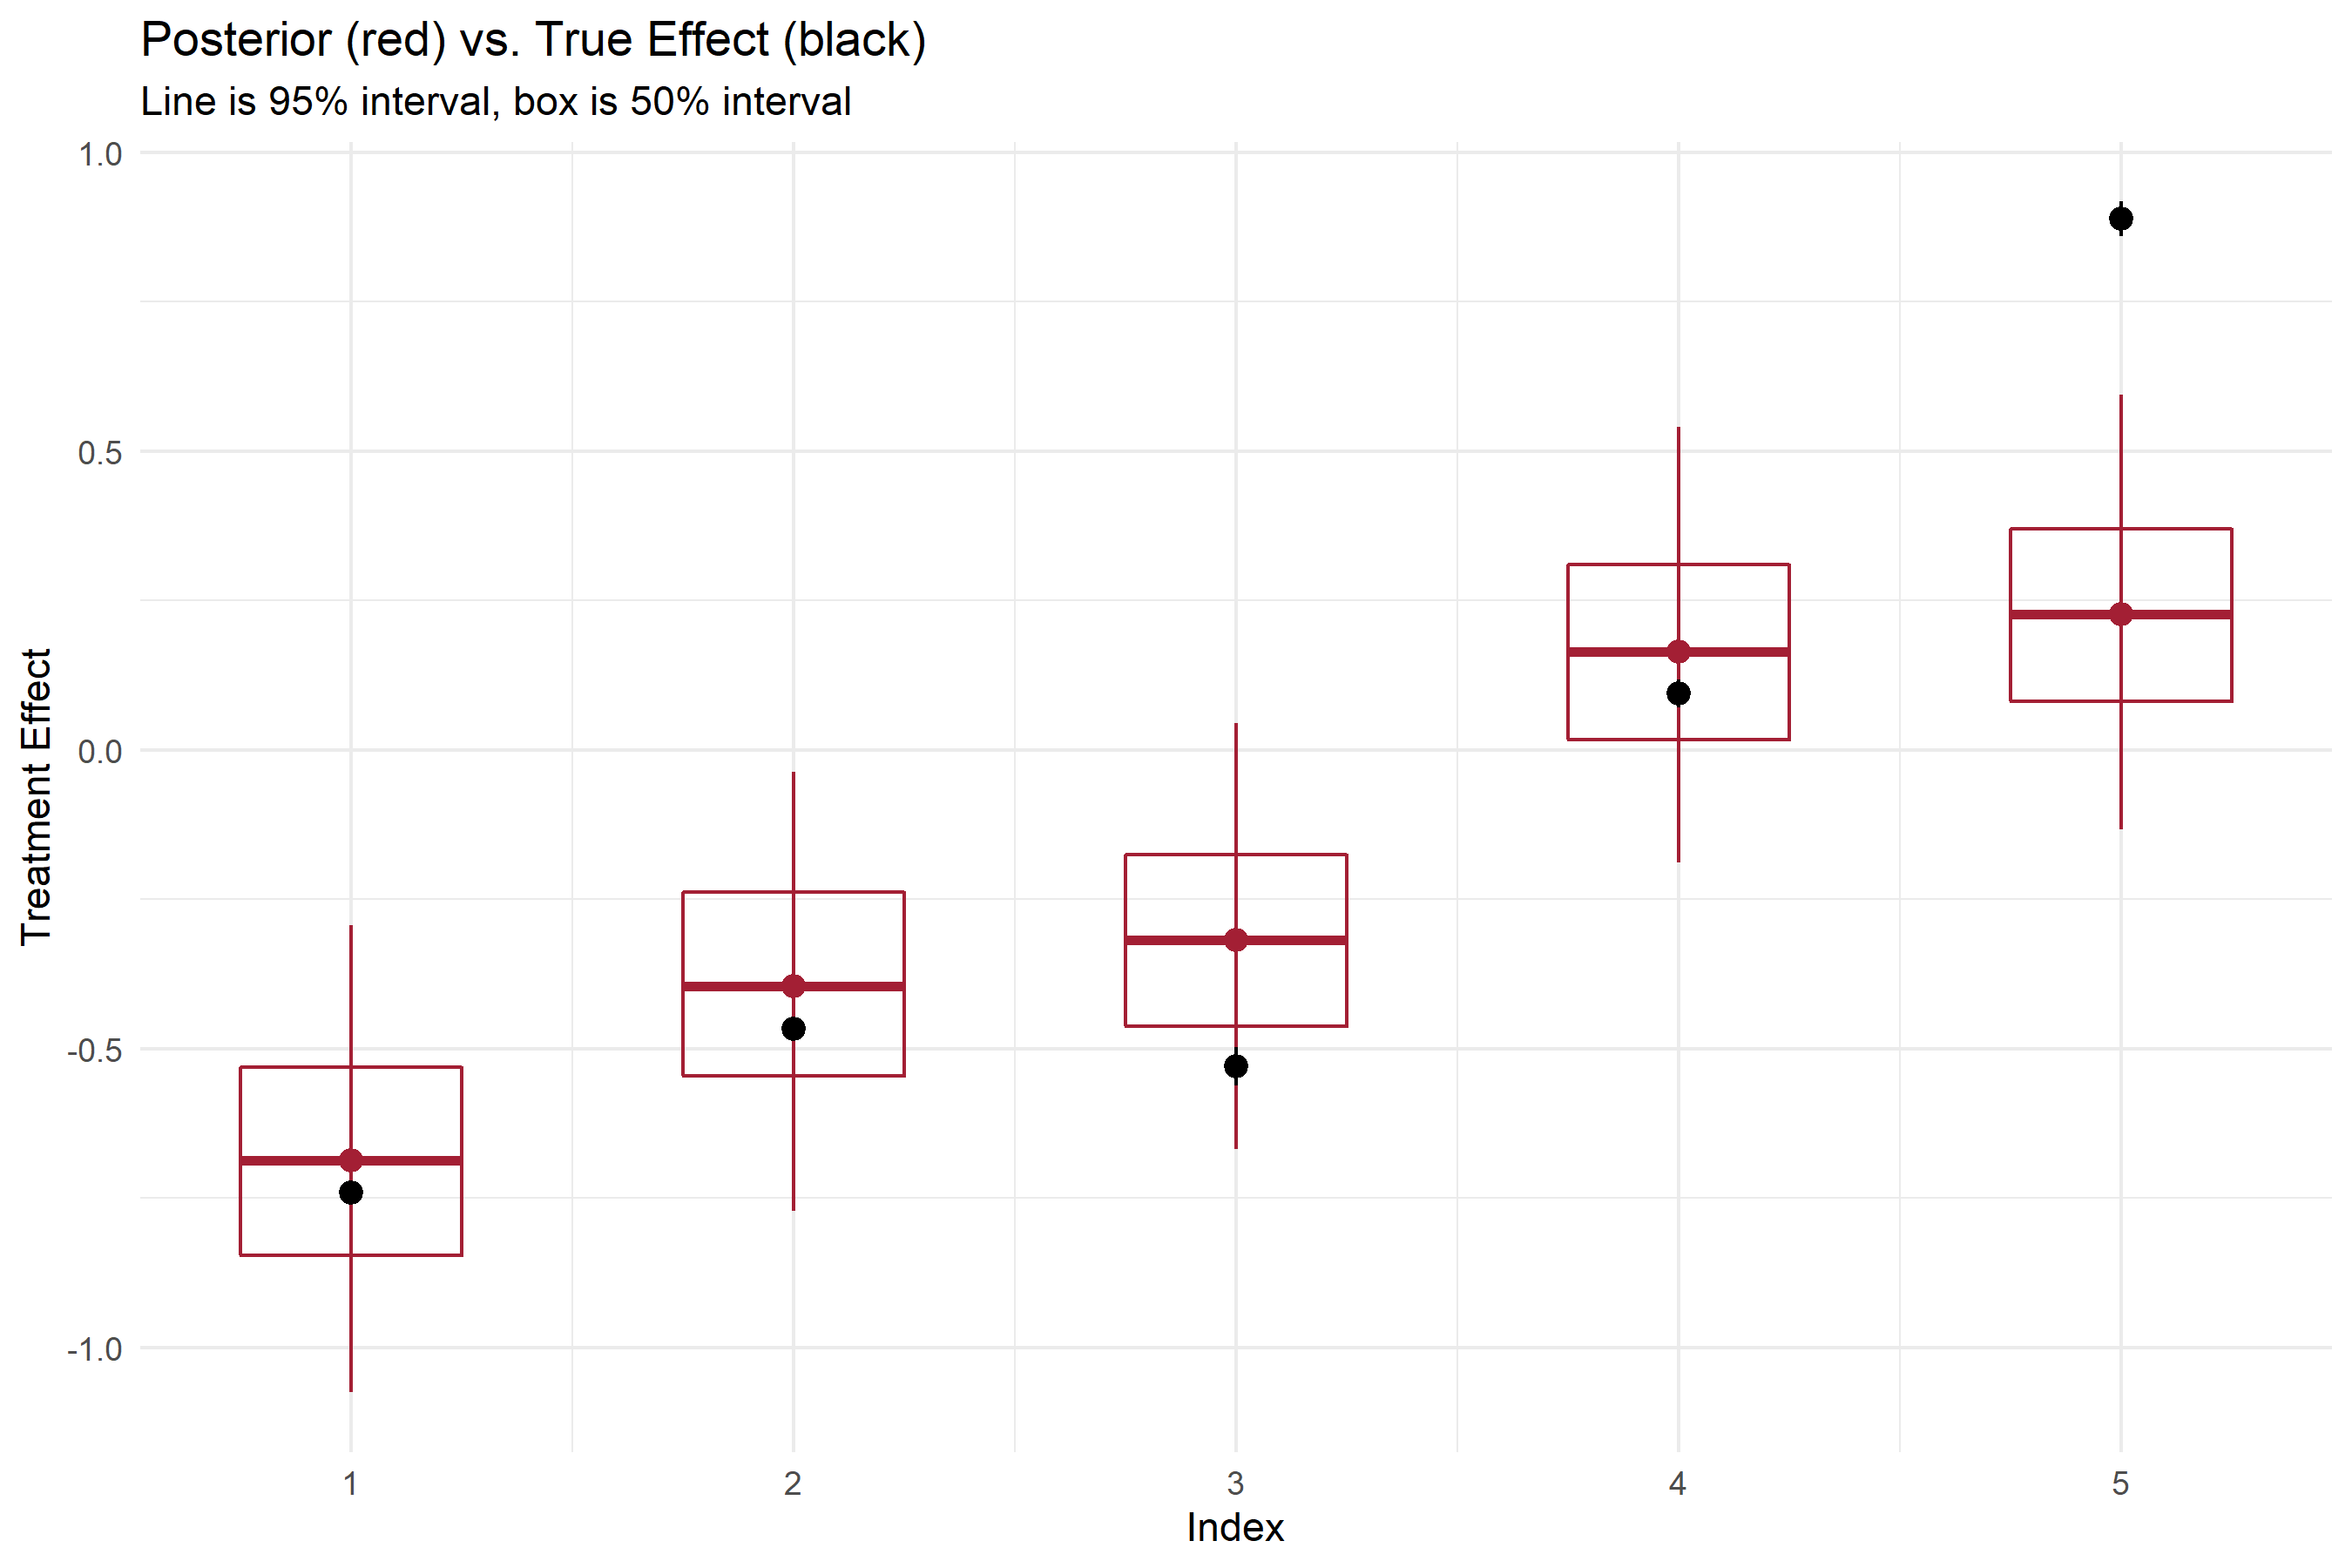 Posterior (red) vs. True Effect (black)
Line is 95% interval, box is 50% interval
1.0
0.5
0.0
-0.5
-1.0
Treatment Effect
1 2 3 4 5
Index